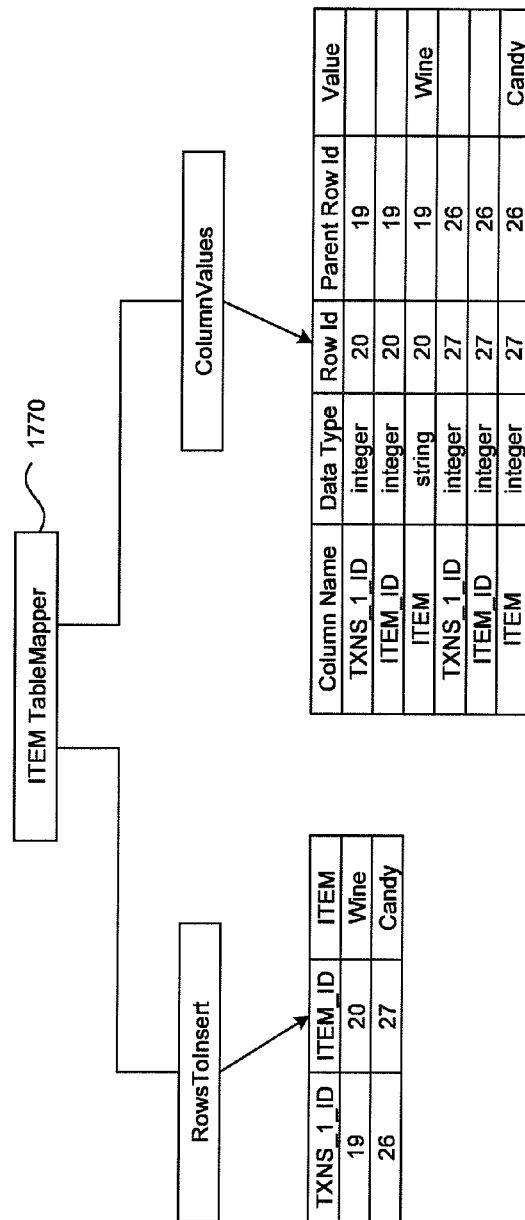 ITEM TableMapper
1770
RowsToInsert
ColumnValues
TXNS_1_ID ITEM_ID ITEM
19 20 Wine
26 27 Candy
Column Name Data Type Row Id Parent Row Id Value
TXNS_1_ID integer 20 19
ITEM_ID integer 20 19
ITEM string 20 19 Wine
TXNS_1_ID integer 27 26
ITEM_ID integer 27 26
ITEM integer 27 26 Candy